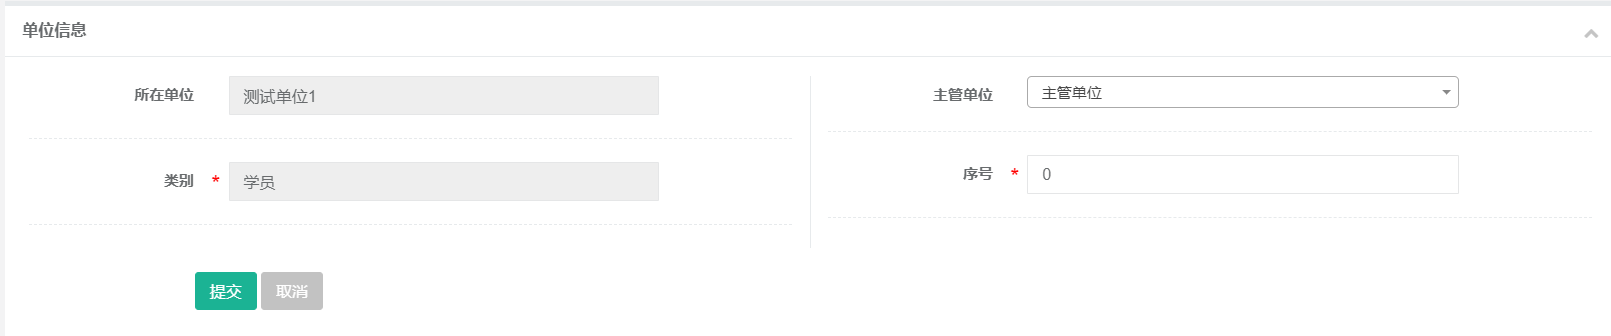 单位信息
所在单位 测试单位1
主管单位 主管单位
类别 * 学员
序号 * 0
提交 取消